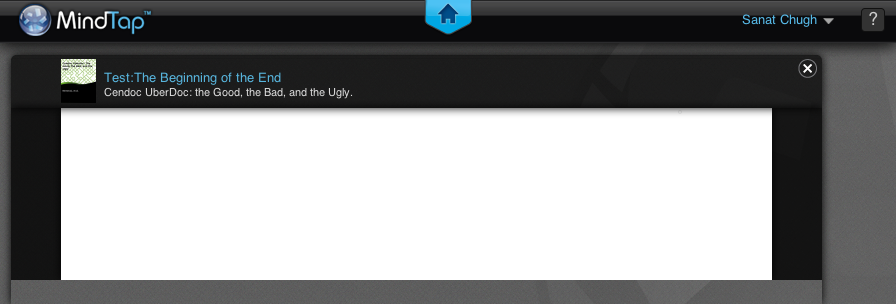 MindTap™
Sanat Chugh
?
Test:The Beginning of the End
Cendoc UberDoc: the Good, the Bad, and the Ugly.